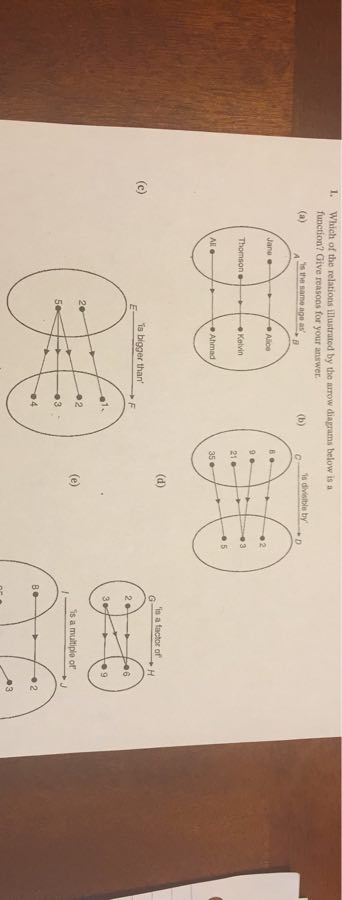 1. Which of the relations illustrated by the arrow diagrams below is a
function? Give reasons for your answer.
(a)
A 'is the same age as' B
Jane Alice
Thomson Kelvin
Ali Ahmad
(b)
C 'is divisible by' D
8 2
9 3
21
35 5
(c)
E 'is bigger than' F
2 1
5 2
3
4
(d)
G 'is a factor of' H
2 6
3 9
(e)
I 'is a multiple of' J
8 2
3